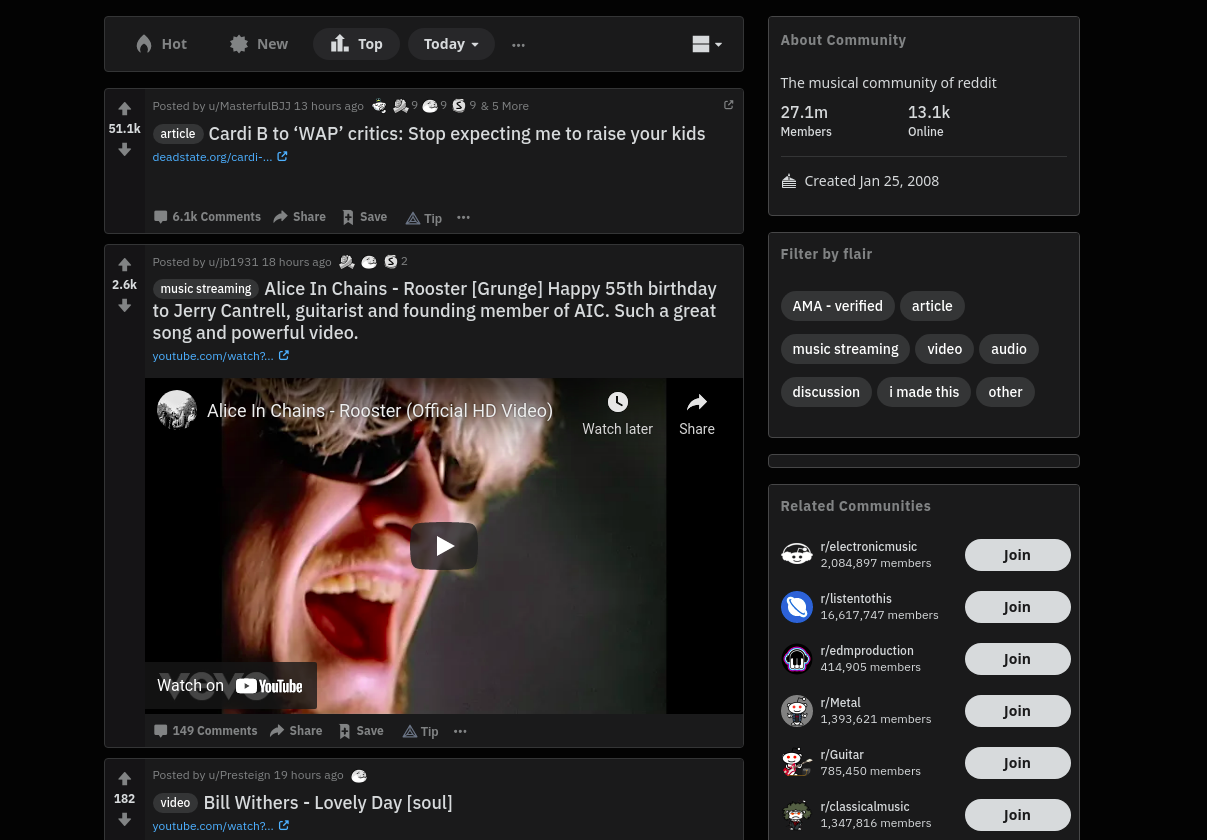 Hot
New
Top
Today
Posted by u/MasterfulBJJ 13 hours ago 9 9 9 & 5 More
51.1k
article Cardi B to ‘WAP’ critics: Stop expecting me to raise your kids
deadstate.org/cardi-...
6.1k Comments Share Save Tip
Posted by u/jb1931 18 hours ago 2
2.6k
music streaming Alice In Chains - Rooster [Grunge] Happy 55th birthday
to Jerry Cantrell, guitarist and founding member of AIC. Such a great
song and powerful video.
youtube.com/watch?...
Alice In Chains - Rooster (Official HD Video)
Watch later
Share
Watch on YouTube
vevo
149 Comments Share Save Tip
Posted by u/Presteign 19 hours ago
182
video Bill Withers - Lovely Day [soul]
youtube.com/watch?...
About Community
The musical community of reddit
27.1m 13.1k
Members Online
Created Jan 25, 2008
Filter by flair
AMA - verified article
music streaming video audio
discussion i made this other
Related Communities
r/electronicmusic
2,084,897 members
Join
r/listentothis
16,617,747 members
Join
r/edmproduction
414,905 members
Join
r/Metal
1,393,621 members
Join
r/Guitar
785,450 members
Join
r/classicalmusic
1,347,816 members
Join